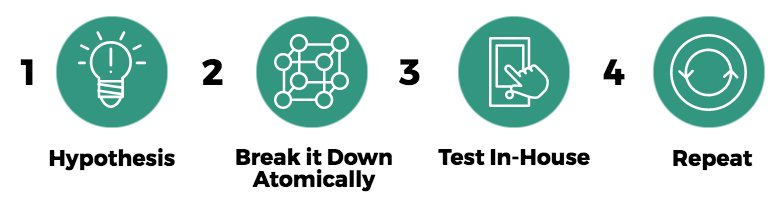 1
Hypothesis
2
Break it Down
Atomically
3
Test In-House
4
Repeat